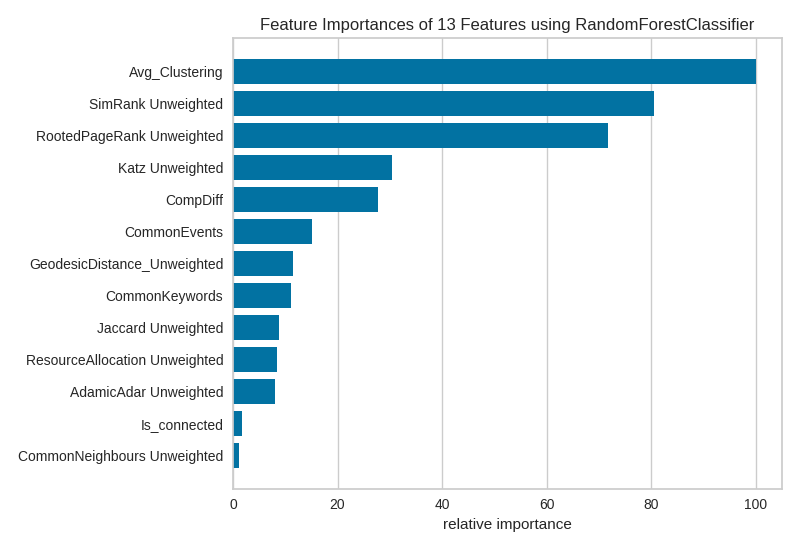 Feature Importances of 13 Features using RandomForestClassifier
Avg_Clustering
SimRank Unweighted
RootedPageRank Unweighted
Katz Unweighted
CompDiff
CommonEvents
GeodesicDistance_Unweighted
CommonKeywords
Jaccard Unweighted
ResourceAllocation Unweighted
AdamicAdar Unweighted
Is_connected
CommonNeighbours Unweighted
0 20 40 60 80 100
relative importance